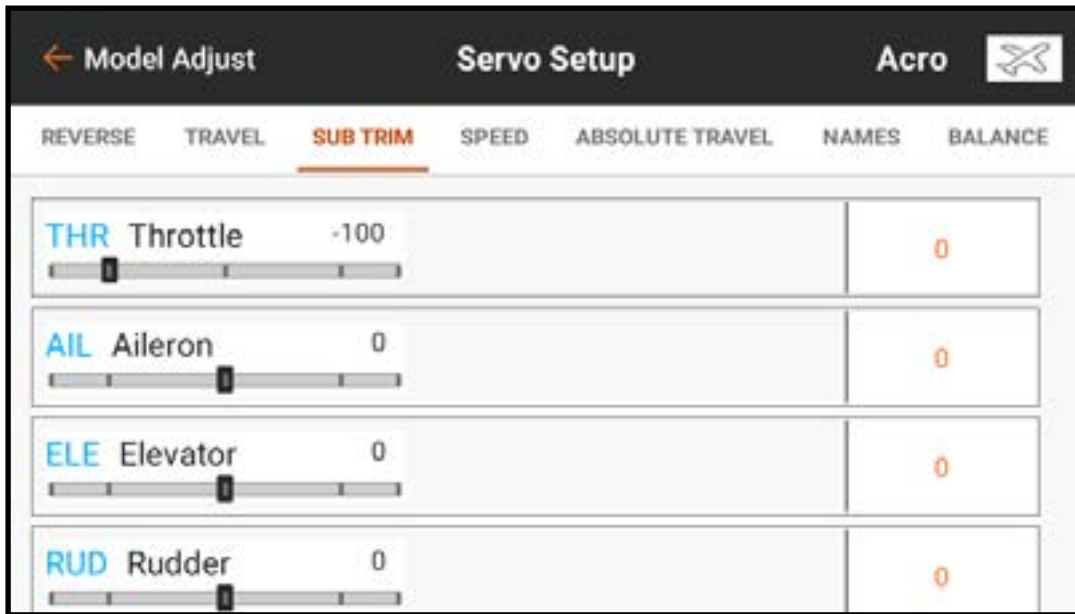 Model Adjust Servo Setup Acro
REVERSE TRAVEL SUB TRIM SPEED ABSOLUTE TRAVEL NAMES BALANCE
THR Throttle -100 0
AIL Aileron 0 0
ELE Elevator 0 0
RUD Rudder 0 0